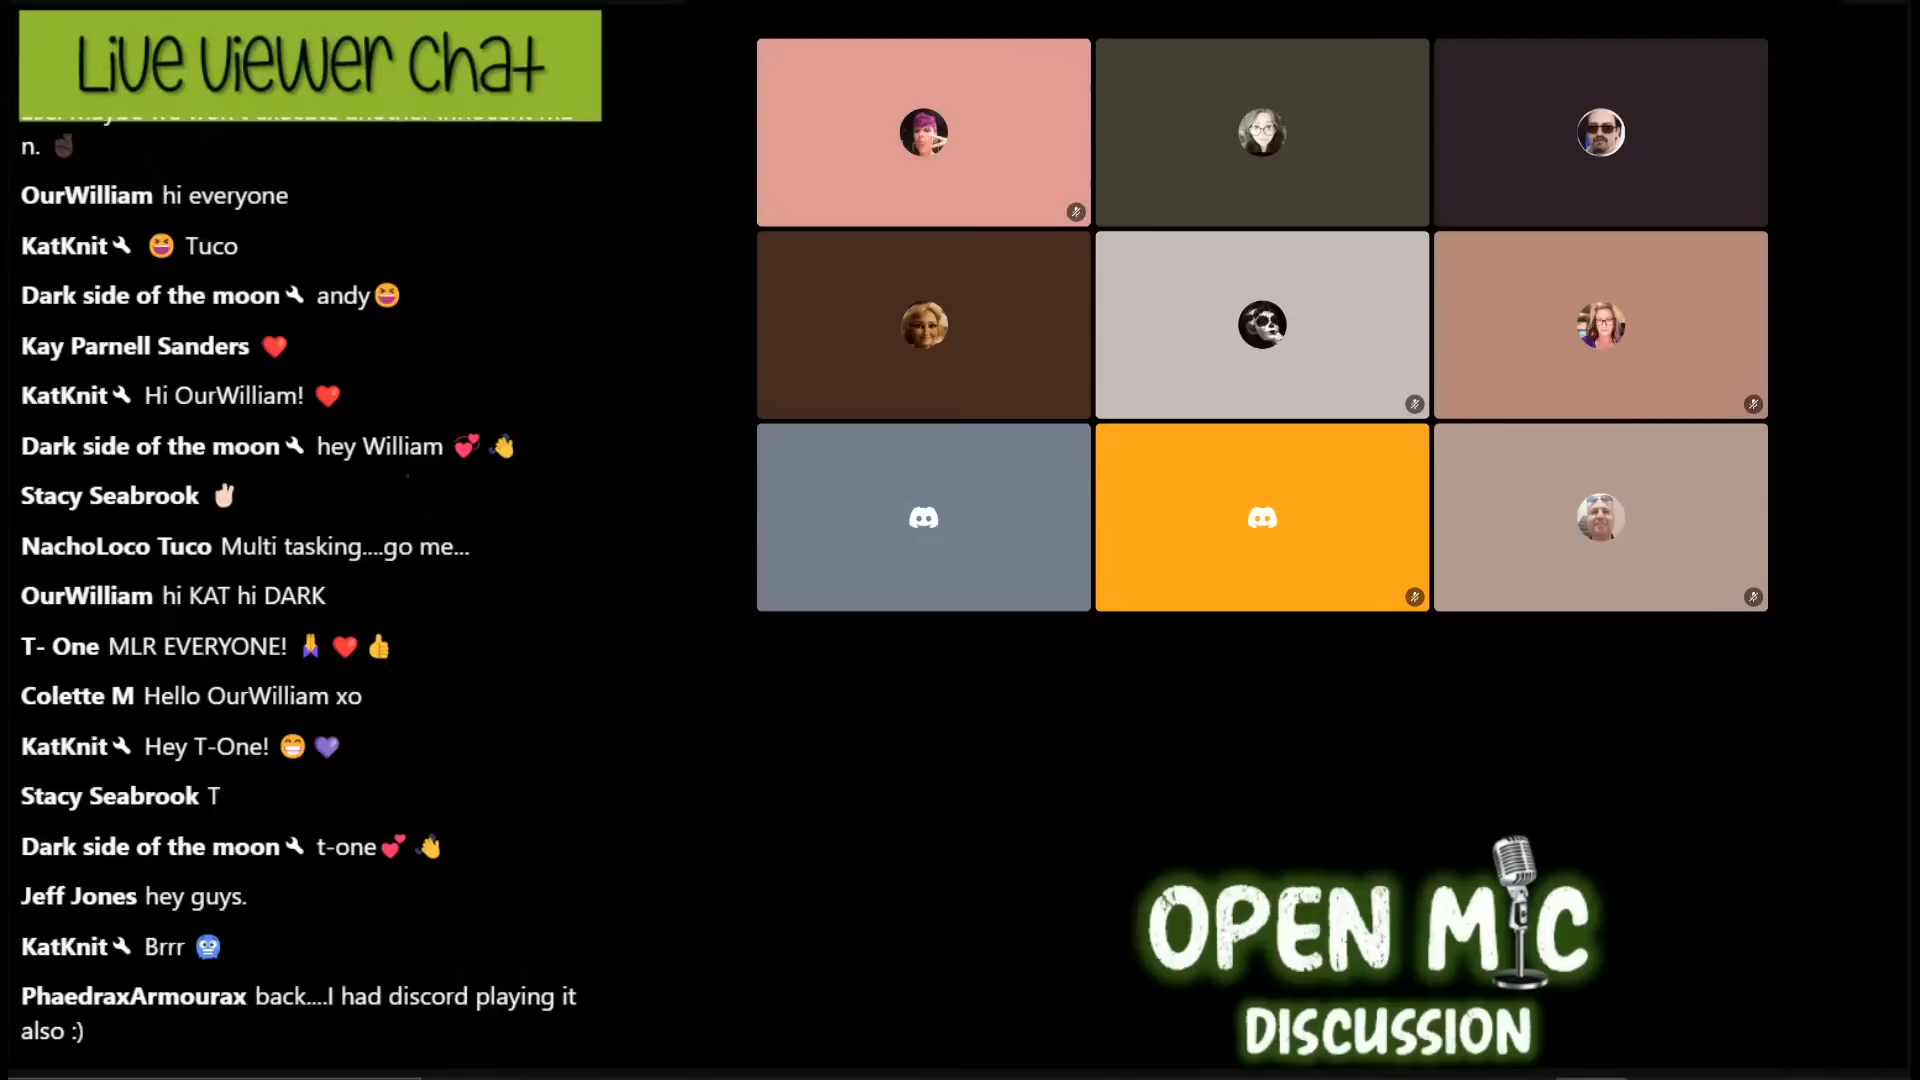 Live Viewer Chat
n.
OurWilliam hi everyone
KatKnit 😆 Tuco
Dark side of the moon andy😆
Kay Parnell Sanders ❤️
KatKnit Hi OurWilliam! ❤️
Dark side of the moon hey William 💞 👋
Stacy Seabrook ✌🏻
NachoLoco Tuco Multi tasking....go me...
OurWilliam hi KAT hi DARK
T- One MLR EVERYONE! 🙏 ❤️ 👍
Colette M Hello OurWilliam xo
KatKnit Hey T-One! 😁 💜
Stacy Seabrook T
Dark side of the moon t-one💕 👋
Jeff Jones hey guys.
KatKnit Brrr 🥶
PhaedraxArmourax back....I had discord playing it
also :)
OPEN MIC
DISCUSSION